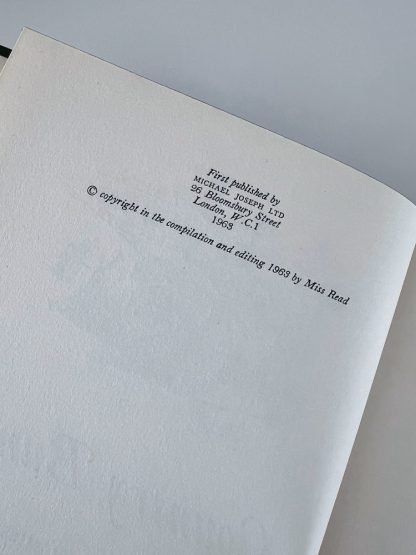 First published by
MICHAEL JOSEPH LTD
26 Bloomsbury Street
London, W.C.1
1963
© copyright in the compilation and editing 1963 by Miss Read